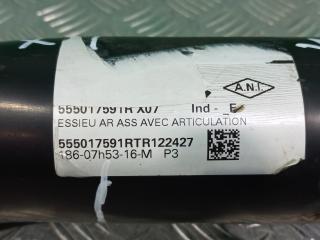 555017591R X07 Ind - E
A.N.I.
ESSIEU AR ASS AVEC ARTICULATION
555017591RTR122427
186-07h53-16-M P3